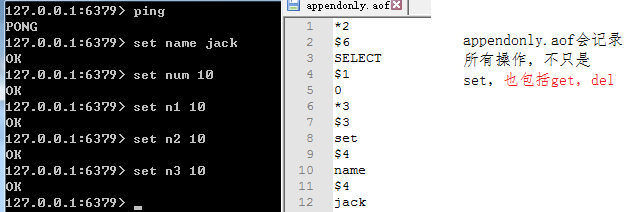 127.0.0.1:6379> ping
PONG
127.0.0.1:6379> set name jack
OK
127.0.0.1:6379> set num 10
OK
127.0.0.1:6379> set n1 10
OK
127.0.0.1:6379> set n2 10
OK
127.0.0.1:6379> set n3 10
OK
127.0.0.1:6379>
appendonly.aof
1 *2
2 $6
3 SELECT
4 $1
5 0
6 *3
7 $3
8 set
9 $4
10 name
11 $4
12 jack
appendonly.aof会记录
所有操作，不只是
set，也包括get，del